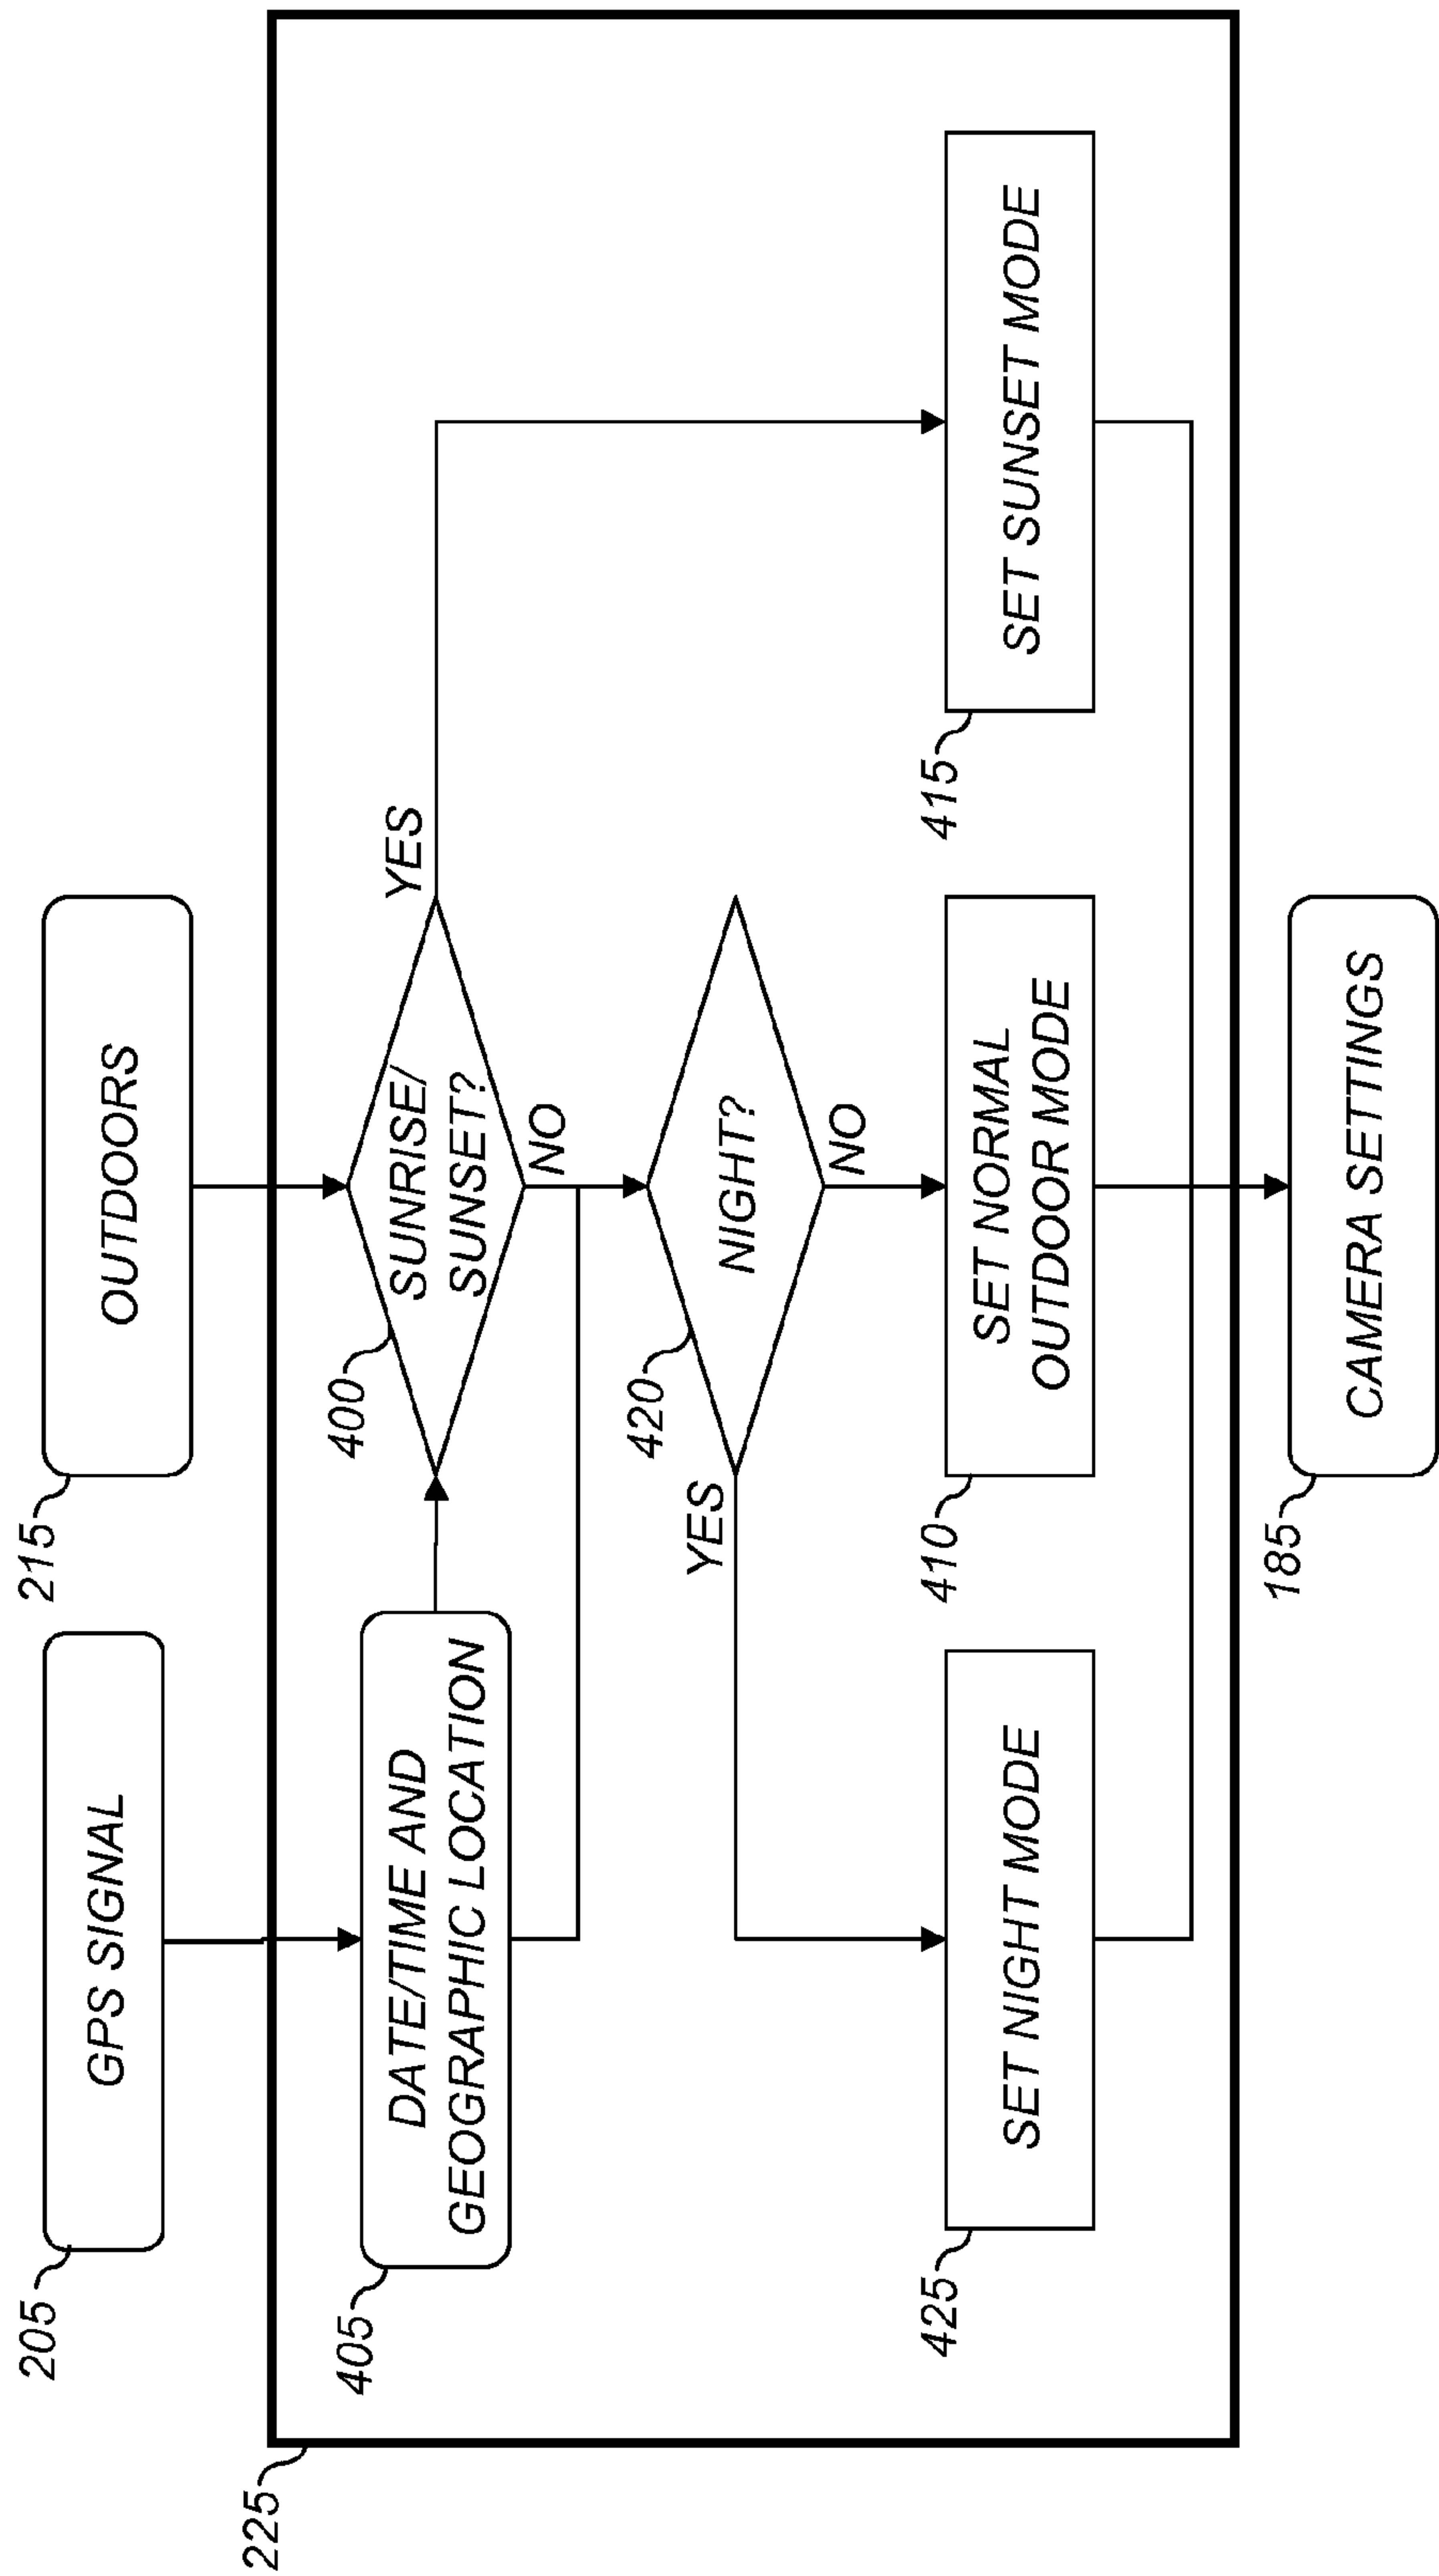 225
205
GPS SIGNAL
215
OUTDOORS
405
DATE/TIME AND
GEOGRAPHIC LOCATION
400
SUNRISE/
SUNSET?
YES
NO
420
NIGHT?
YES
NO
425
SET NIGHT MODE
410
SET NORMAL
OUTDOOR MODE
415
SET SUNSET MODE
185
CAMERA SETTINGS